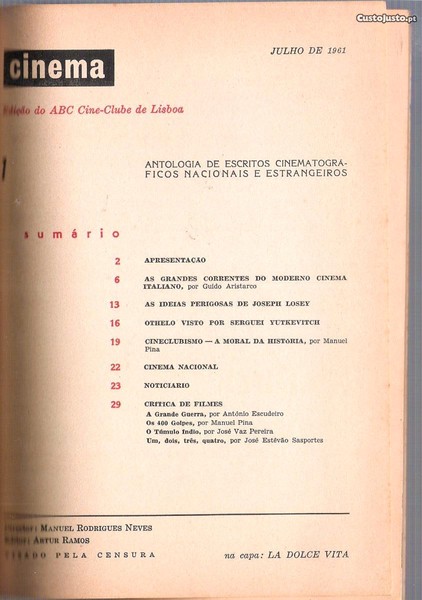 CustoJusto.pt
JULHO DE 1961
cinema
do ABC Cine-Clube de Lisboa
ANTOLOGIA DE ESCRITOS CINEMATOGRÁ-
FICOS NACIONAIS E ESTRANGEIROS
sumário
2 APRESENTAÇÃO
6 AS GRANDES CORRENTES DO MODERNO CINEMA
ITALIANO, por Guido Aristarco
13 AS IDEIAS PERIGOSAS DE JOSEPH LOSEY
16 OTHELO VISTO POR SERGUEI YUTKEVITCH
19 CINECLUBISMO — A MORAL DA HISTÓRIA, por Manuel
Pina
22 CINEMA NACIONAL
23 NOTICIÁRIO
29 CRÍTICA DE FILMES
A Grande Guerra, por António Escudeiro
Os 400 Golpes, por Manuel Pina
O Túmulo Índio, por José Vaz Pereira
Um, dois, três, quatro, por José Estêvão Sasportes
MANUEL RODRIGUES NEVES
ARTUR RAMOS
PELA CENSURA
na capa: LA DOLCE VITA